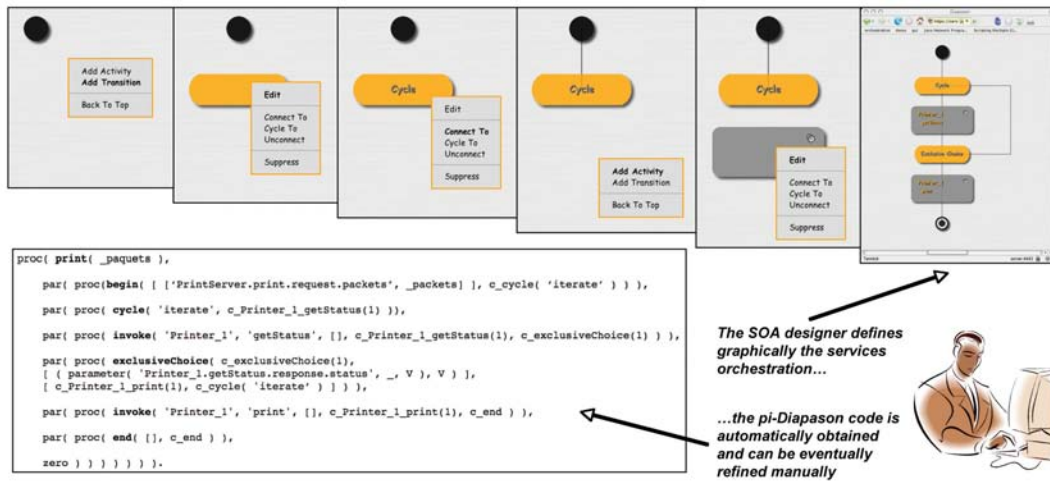 Add Activity
Add Transition
Back To Top
Edit
Connect To
Cycle To
Unconnect
Suppress
Cycle
Edit
Connect To
Cycle To
Unconnect
Suppress
Cycle
Add Activity
Add Transition
Back To Top
Cycle
Edit
Connect To
Cycle To
Unconnect
Suppress
Cycle
Exclusive Choice
proc( print( _paquets ),
par( proc(begin( [ ['PrintServer.print.request.packets', _packets] ], c_cycle( 'iterate' ) ) ),
par( proc( cycle( 'iterate', c_Printer_1_getStatus(1) )),
par( proc( invoke( 'Printer_1', 'getStatus', [], c_Printer_1_getStatus(1), c_exclusiveChoice(1) ) ),
par( proc( exclusiveChoice( c_exclusiveChoice(1),
[ ( parameter( 'Printer_1.getStatus.response.status', _, V ), V ) ],
[ c_Printer_1_print(1), c_cycle( 'iterate' ) ] ) ),
par( proc( invoke( 'Printer_1', 'print', [], c_Printer_1_print(1), c_end ) ),
par( proc( end( [], c_end ) ),
zero ) ) ) ) ) ) ).
The SOA designer defines
graphically the services
orchestration…
…the pi-Diapason code is
automatically obtained
and can be eventually
refined manually